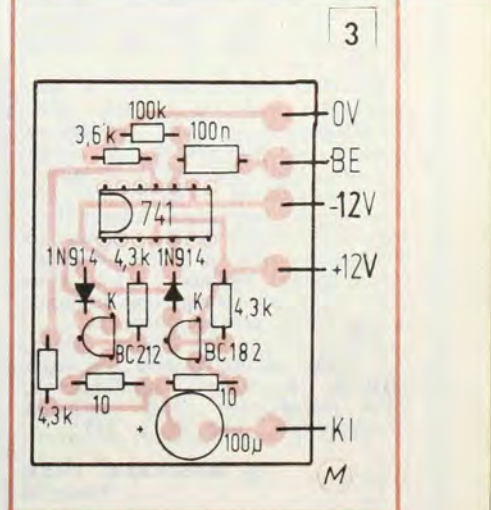 3
100k
0V
3,6k
100n
BE
741
-12V
1N914
4,3k
1N914
+12V
K
K
4,3k
BC212
BC182
4,3k
10
10
+
100µ
KI
M